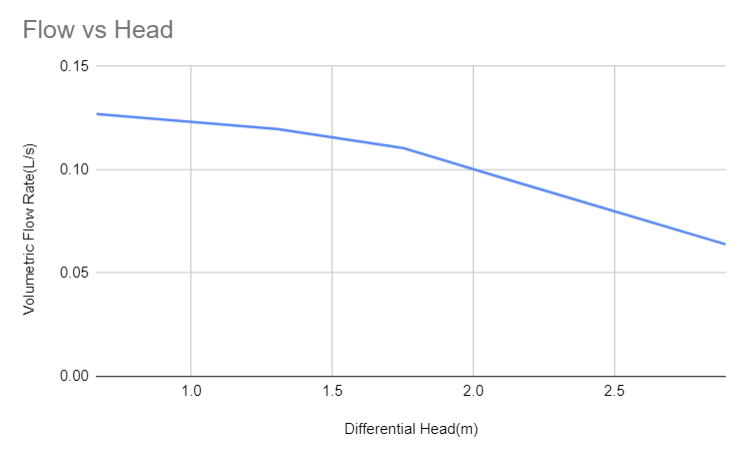 Flow vs Head
0.15
0.10
0.05
0.00
Volumetric Flow Rate(L/s)
1.0 1.5 2.0 2.5
Differential Head(m)